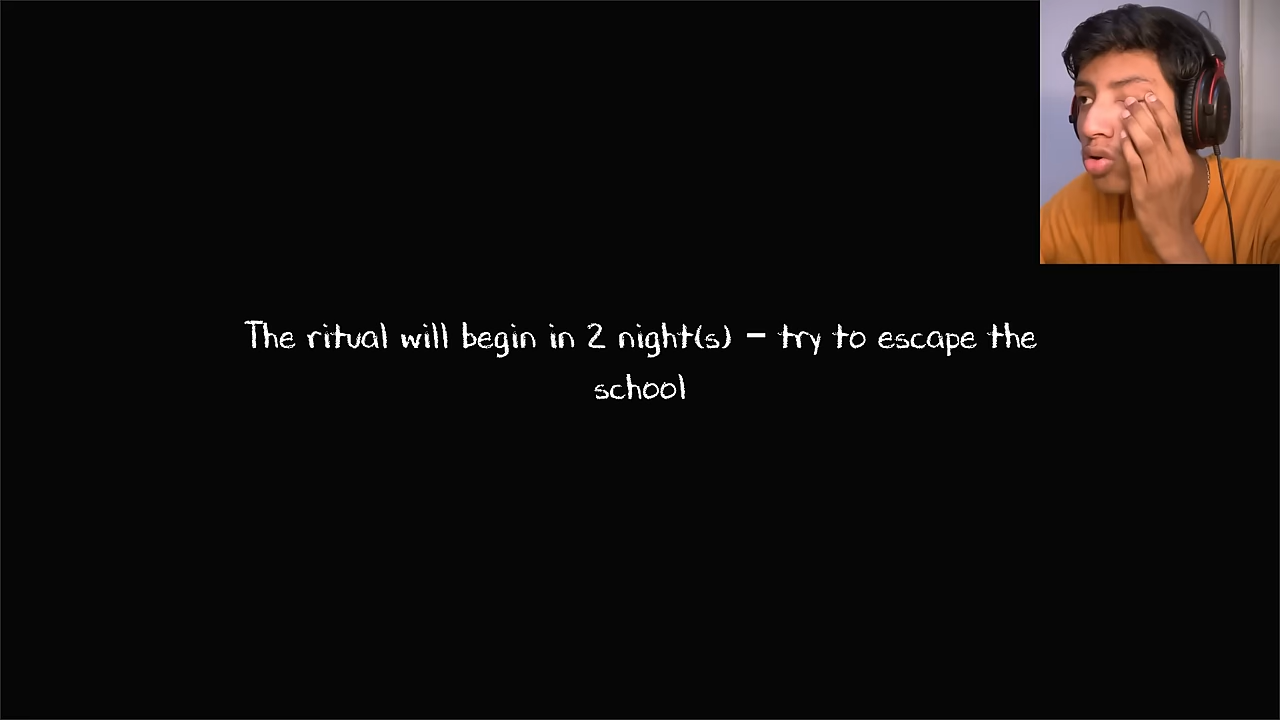 The ritual will begin in 2 night(s) - try to escape the
school